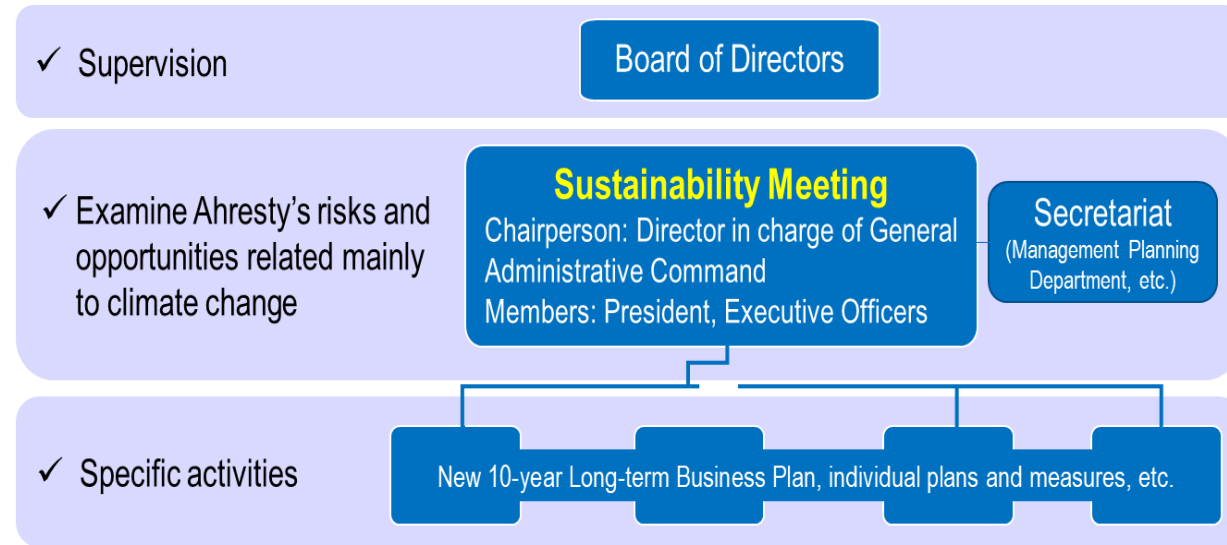 ✓ Supervision
Board of Directors
✓ Examine Ahresty’s risks and
opportunities related mainly
to climate change
Sustainability Meeting
Chairperson: Director in charge of General
Administrative Command
Members: President, Executive Officers
Secretariat
(Management Planning
Department, etc.)
✓ Specific activities
New 10-year Long-term Business Plan, individual plans and measures, etc.